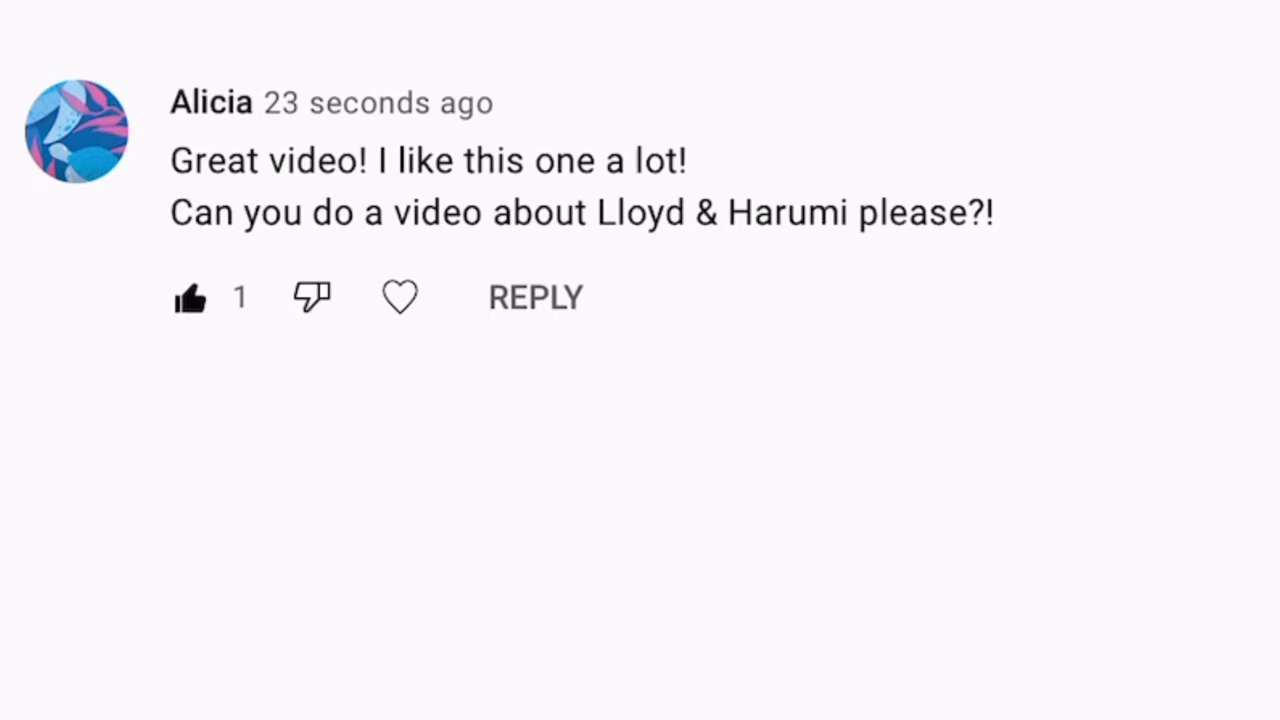 Alicia 23 seconds ago
Great video! I like this one a lot!
Can you do a video about Lloyd & Harumi please?!
1 REPLY